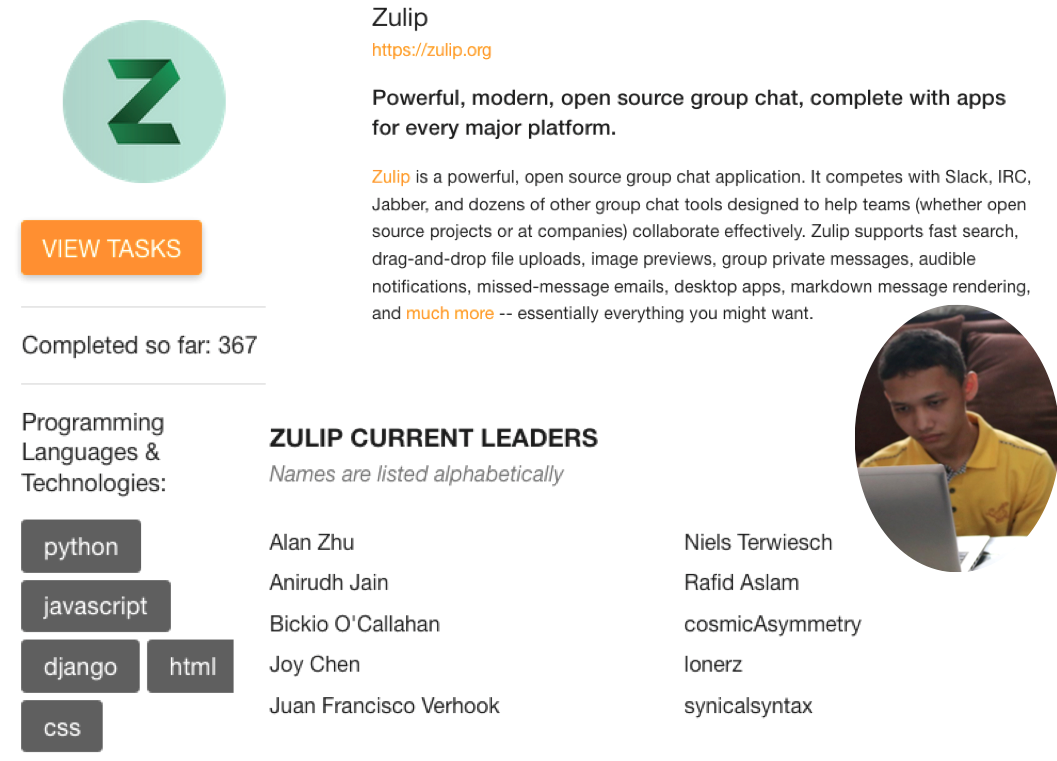 Zulip
https://zulip.org
Powerful, modern, open source group chat, complete with apps
for every major platform.
Zulip is a powerful, open source group chat application. It competes with Slack, IRC,
Jabber, and dozens of other group chat tools designed to help teams (whether open
source projects or at companies) collaborate effectively. Zulip supports fast search,
drag-and-drop file uploads, image previews, group private messages, audible
notifications, missed-message emails, desktop apps, markdown message rendering,
and much more -- essentially everything you might want.
VIEW TASKS
Completed so far: 367
Programming
Languages &
Technologies:
python
javascript
django
html
css
ZULIP CURRENT LEADERS
Names are listed alphabetically
Alan Zhu
Anirudh Jain
Bickio O'Callahan
Joy Chen
Juan Francisco Verhook
Niels Terwiesch
Rafid Aslam
cosmicAsymmetry
lonerz
synicalsyntax